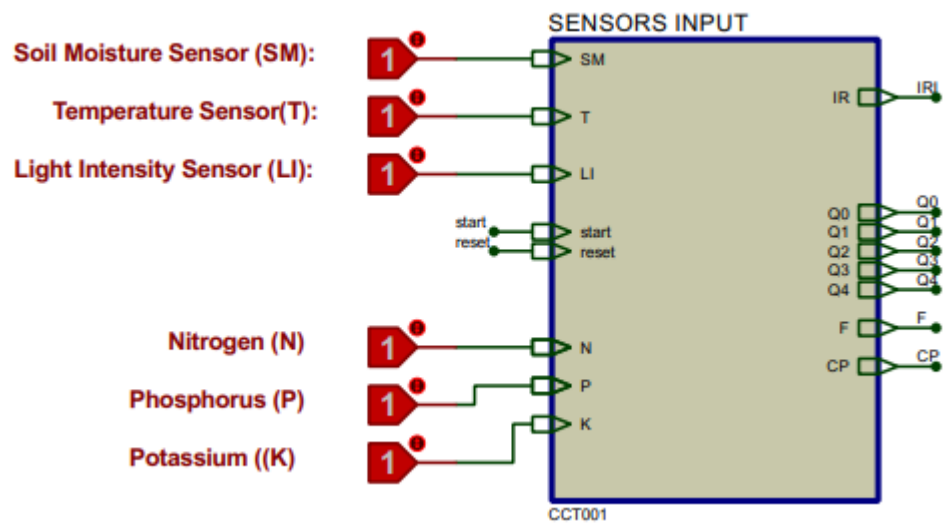 SENSORS INPUT
Soil Moisture Sensor (SM):
1
SM
Temperature Sensor(T):
1
T
Light Intensity Sensor (LI):
1
LI
start
start
reset
reset
Nitrogen (N)
1
N
Phosphorus (P)
1
P
Potassium ((K)
1
K
IR
IRI
Q0
Q0
Q1
Q1
Q2
Q2
Q3
Q3
Q4
Q4
F
F
CP
CP
CCT001